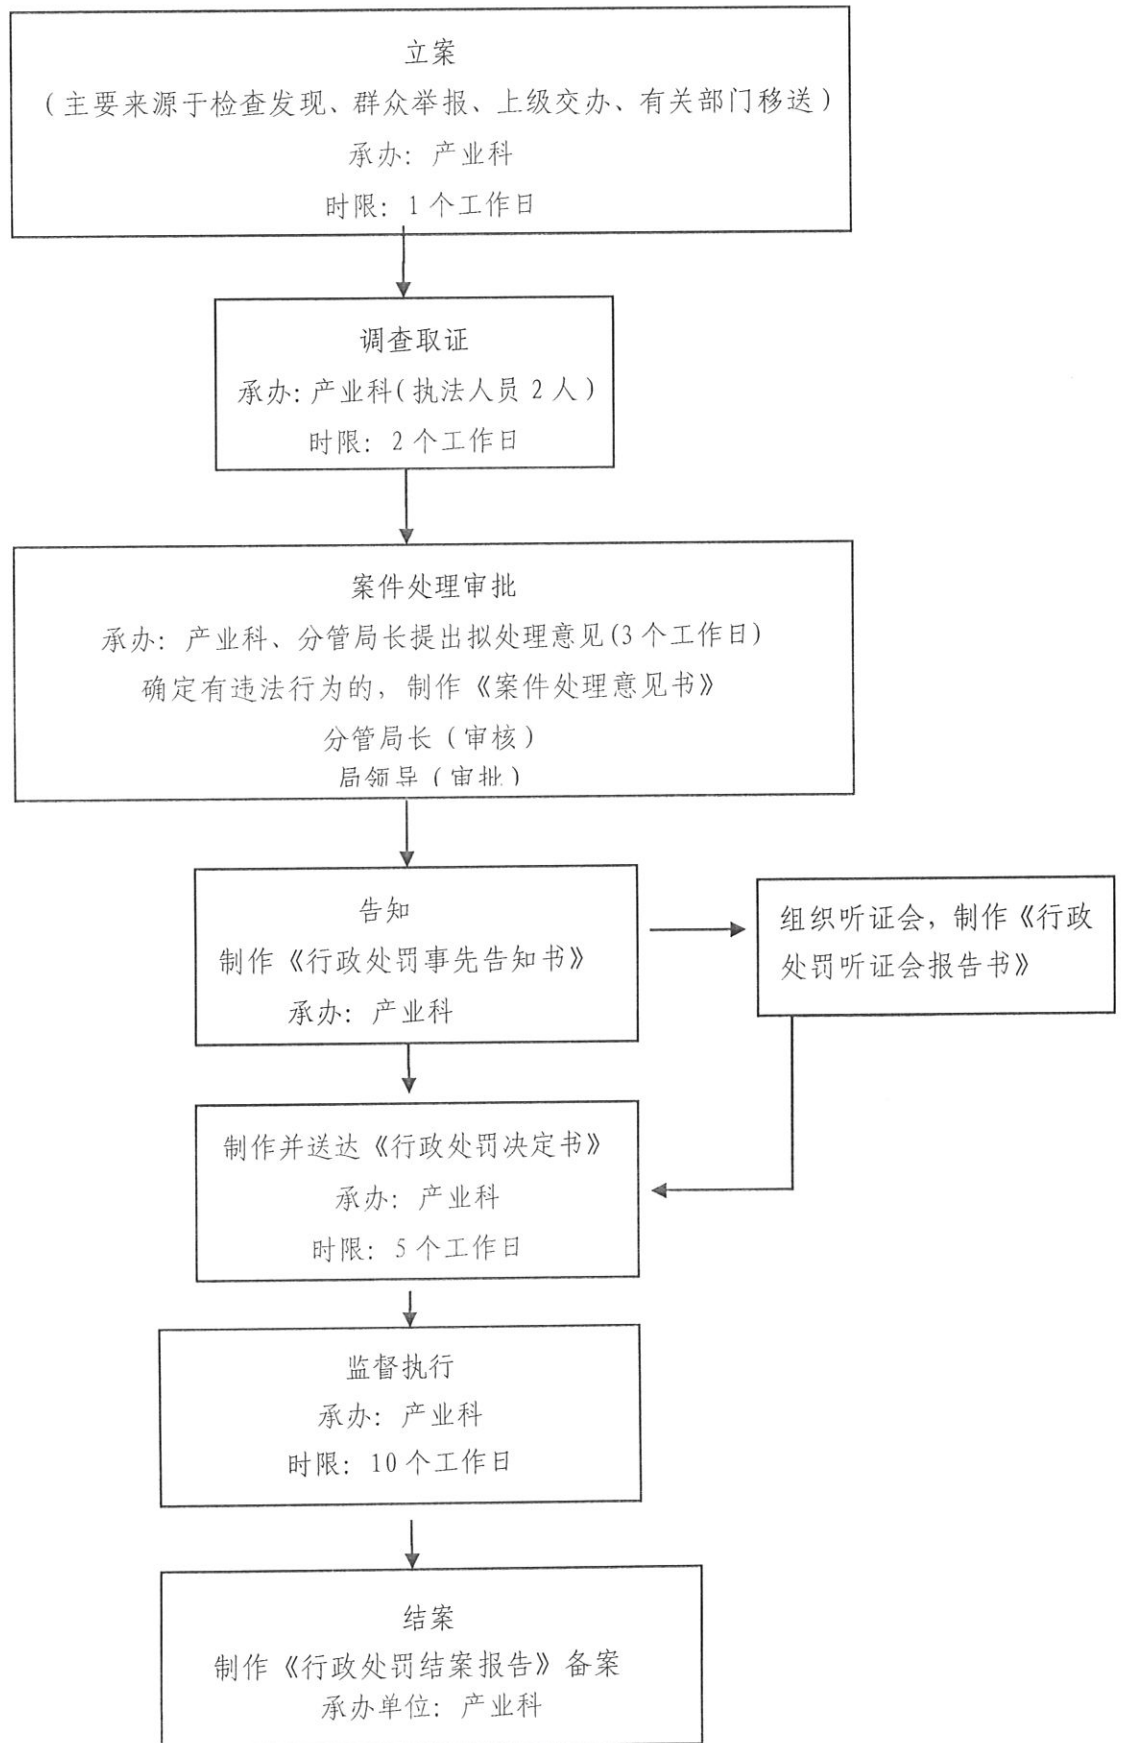 立案
（主要来源于检查发现、群众举报、上级交办、有关部门移送）
承办：产业科
时限：1个工作日
调查取证
承办：产业科（执法人员2人）
时限：2个工作日
案件处理审批
承办：产业科、分管局长提出拟处理意见(3个工作日)
确定有违法行为的，制作《案件处理意见书》
分管局长（审核）
局领导（审批）
告知
制作《行政处罚事先告知书》
承办：产业科
组织听证会，制作《行政
处罚听证会报告书》
制作并送达《行政处罚决定书》
承办：产业科
时限：5个工作日
监督执行
承办：产业科
时限：10个工作日
结案
制作《行政处罚结案报告》备案
承办单位：产业科